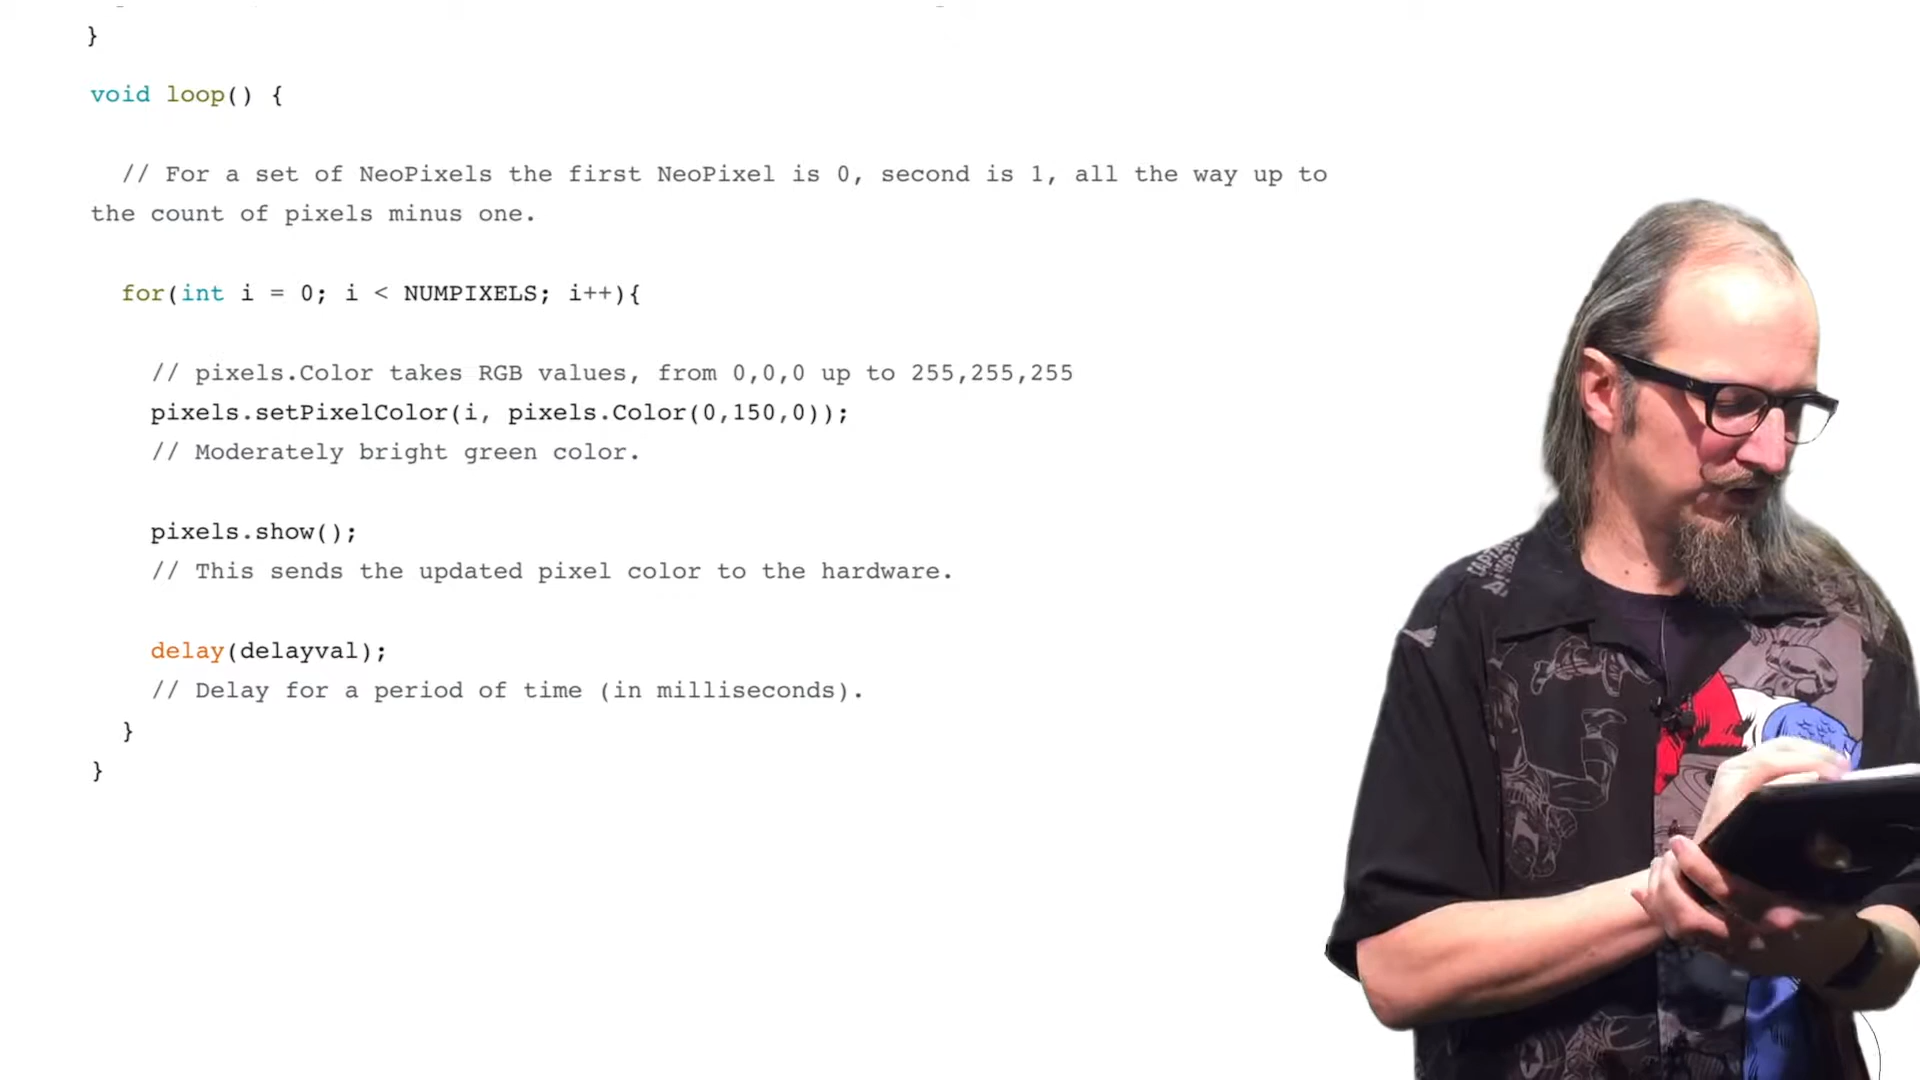 }
void loop() {
// For a set of NeoPixels the first NeoPixel is 0, second is 1, all the way up to
the count of pixels minus one.
for(int i = 0; i < NUMPIXELS; i++){
// pixels.Color takes RGB values, from 0,0,0 up to 255,255,255
pixels.setPixelColor(i, pixels.Color(0,150,0));
// Moderately bright green color.
pixels.show();
// This sends the updated pixel color to the hardware.
delay(delayval);
// Delay for a period of time (in milliseconds).
}
}